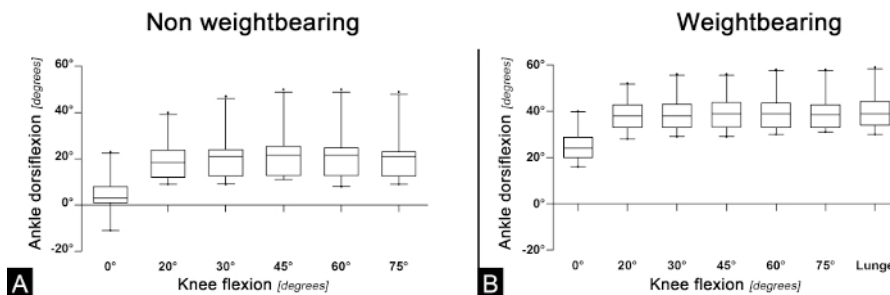 Non weightbearing
Ankle dorsiflexion [degrees]
60°
40°
20°
0°
-20°
0° 20° 30° 45° 60° 75°
Knee flexion [degrees]
A
Weightbearing
Ankle dorsiflexion [degrees]
60°
40°
20°
0°
-20°
0° 20° 30° 45° 60° 75° Lunge
Knee flexion [degrees]
B